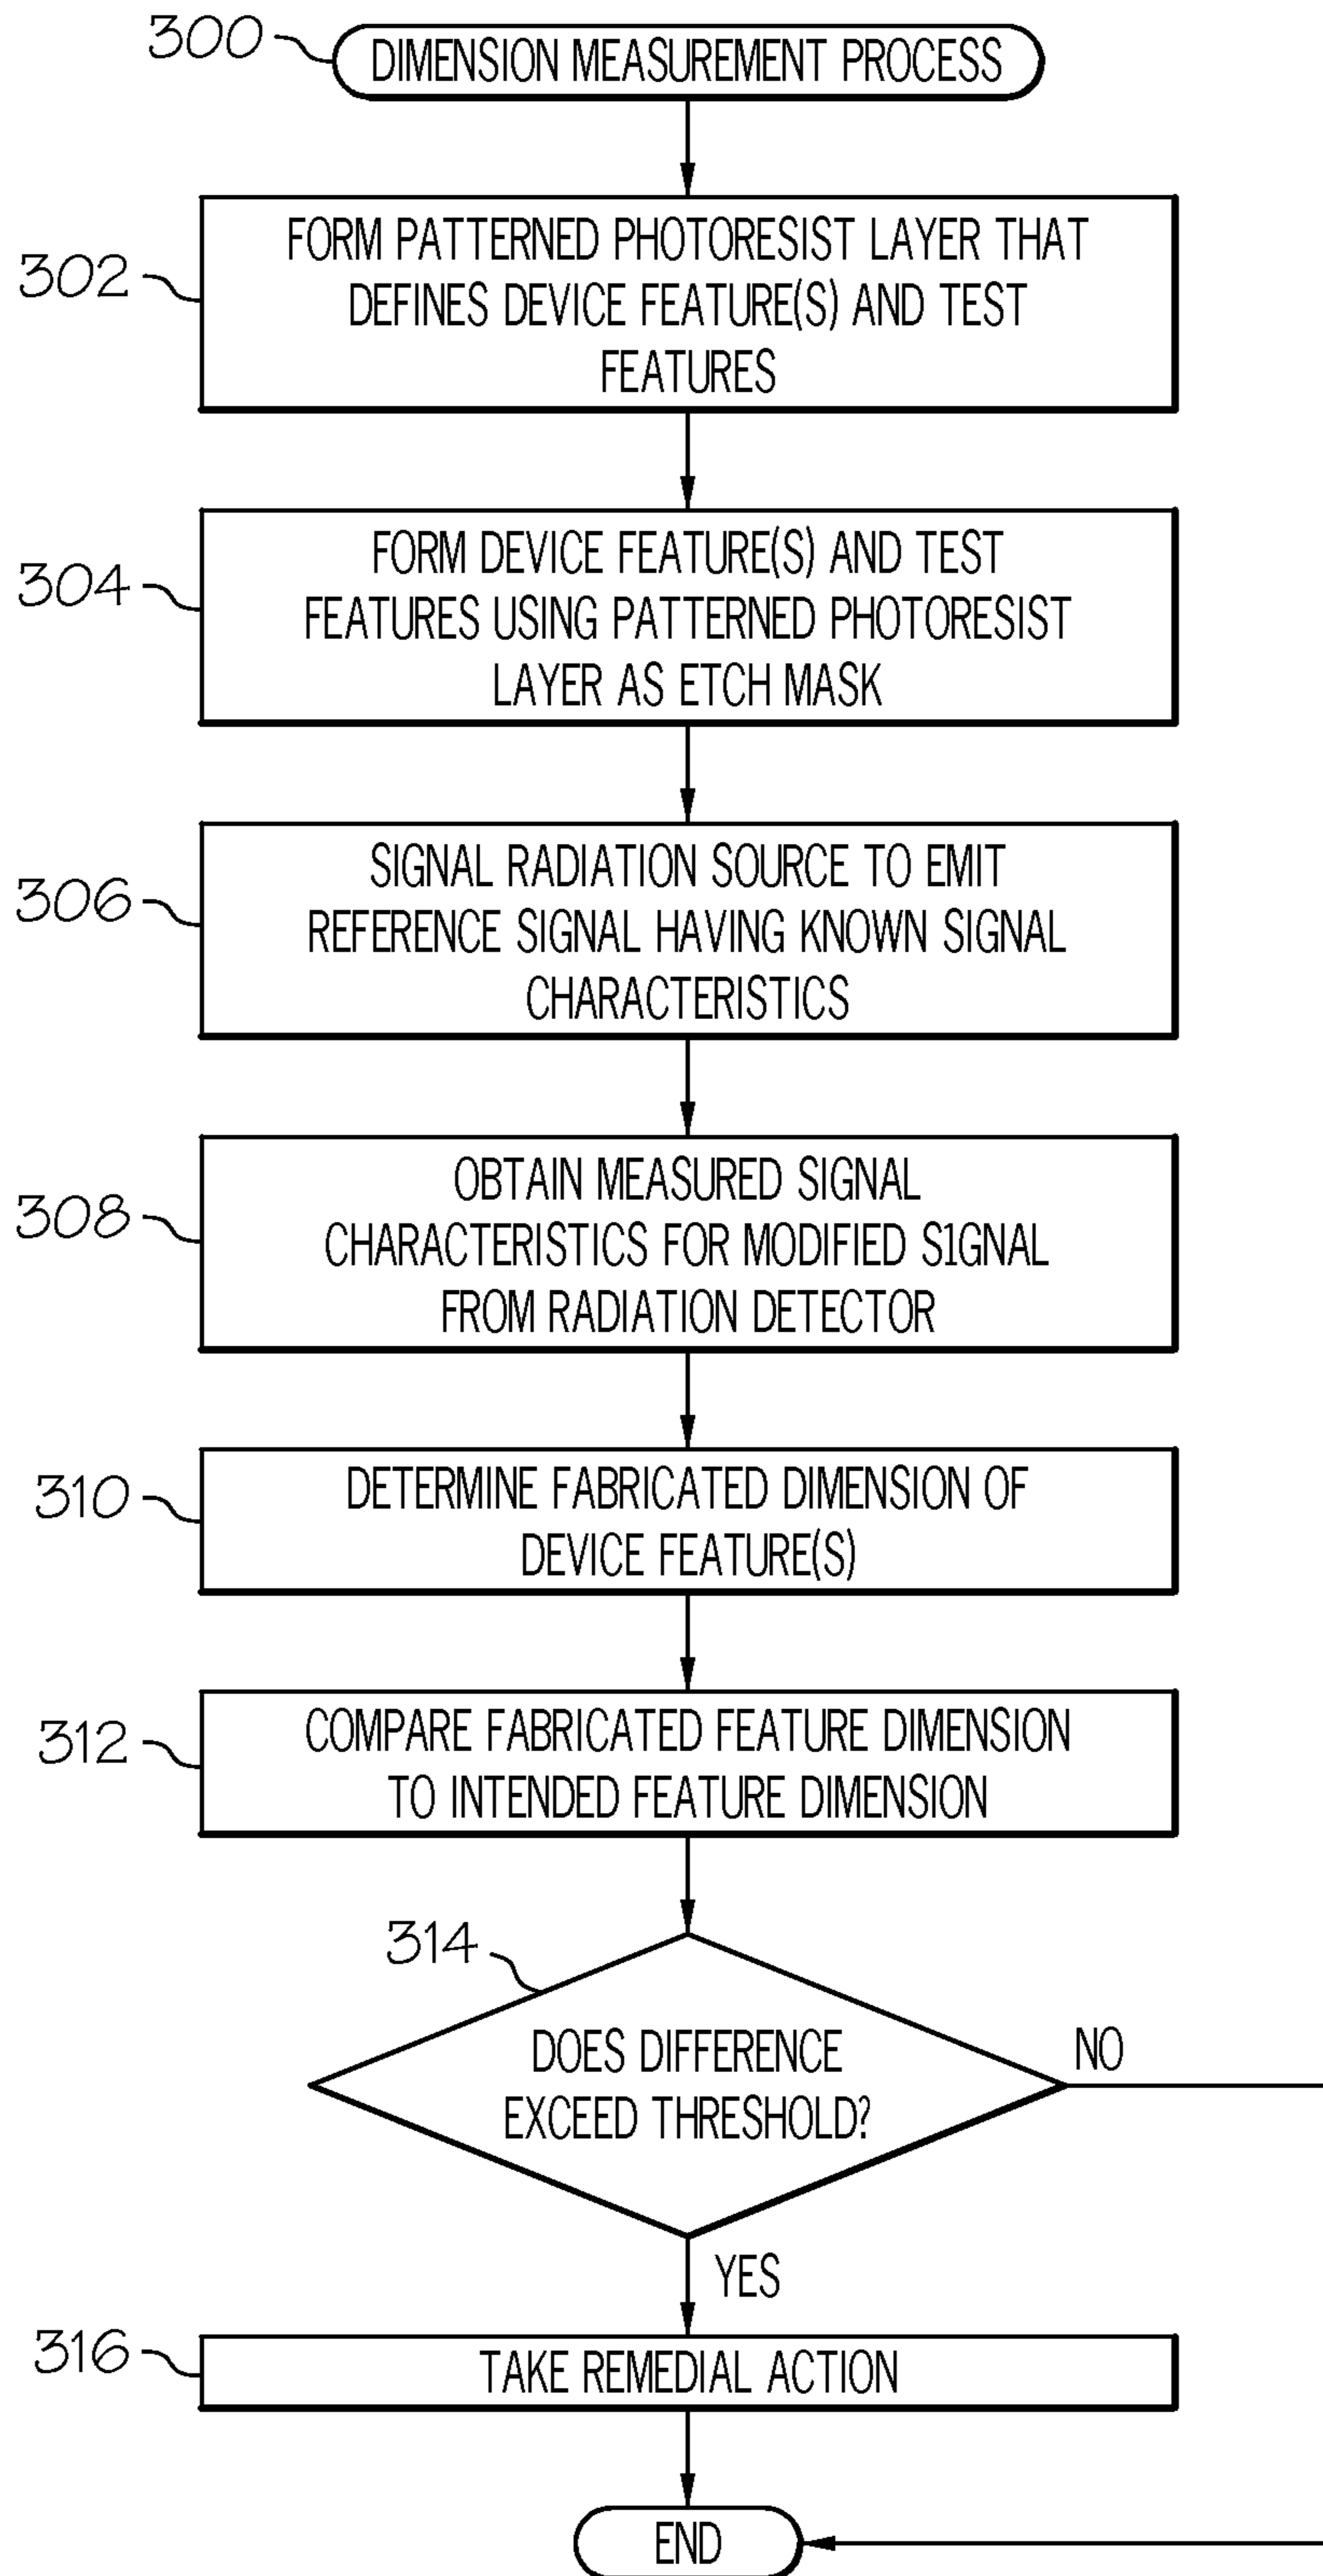 300
DIMENSION MEASUREMENT PROCESS
302
FORM PATTERNED PHOTORESIST LAYER THAT
DEFINES DEVICE FEATURE(S) AND TEST
FEATURES
304
FORM DEVICE FEATURE(S) AND TEST
FEATURES USING PATTERNED PHOTORESIST
LAYER AS ETCH MASK
306
SIGNAL RADIATION SOURCE TO EMIT
REFERENCE SIGNAL HAVING KNOWN SIGNAL
CHARACTERISTICS
308
OBTAIN MEASURED SIGNAL
CHARACTERISTICS FOR MODIFIED S1GNAL
FROM RADIATION DETECTOR
310
DETERMINE FABRICATED DIMENSION OF
DEVICE FEATURE(S)
312
COMPARE FABRICATED FEATURE DIMENSION
TO INTENDED FEATURE DIMENSION
314
DOES DIFFERENCE
EXCEED THRESHOLD?
NO
YES
316
TAKE REMEDIAL ACTION
END